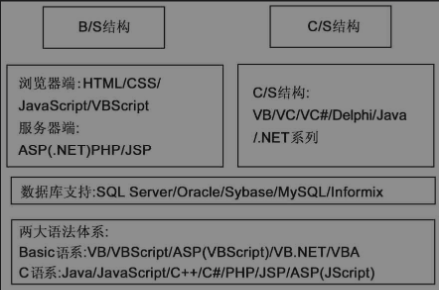 B/S结构
C/S结构
浏览器端:HTML/CSS/
JavaScript/VBScript
服务器端:
ASP(.NET)PHP/JSP
C/S结构:
VB/VC/VC#/Delphi/Java
/.NET系列
数据库支持:SQL Server/Oracle/Sybase/MySQL/Informix
两大语法体系:
Basic语系:VB/VBScript/ASP(VBScript)/VB.NET/VBA
C语系:Java/JavaScript/C++/C#/PHP/JSP/ASP(JScript)